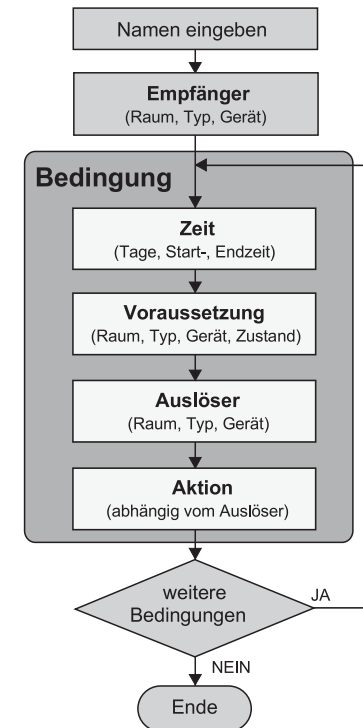 Namen eingeben
Empfänger
(Raum, Typ, Gerät)
Bedingung
Zeit
(Tage, Start-, Endzeit)
Voraussetzung
(Raum, Typ, Gerät, Zustand)
Auslöser
(Raum, Typ, Gerät)
Aktion
(abhängig vom Auslöser)
weitere
Bedingungen
JA
NEIN
Ende